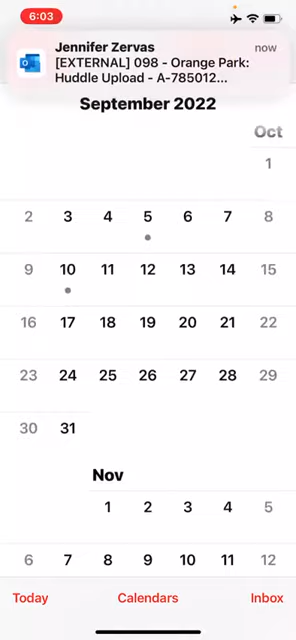 6:03
Jennifer Zervas now
[EXTERNAL] 098 - Orange Park:
Huddle Upload - A-785012...
September 2022
Oct
1
2 3 4 5 6 7 8
9 10 11 12 13 14 15
16 17 18 19 20 21 22
23 24 25 26 27 28 29
30 31
Nov
1 2 3 4 5
6 7 8 9 10 11 12
Today Calendars Inbox